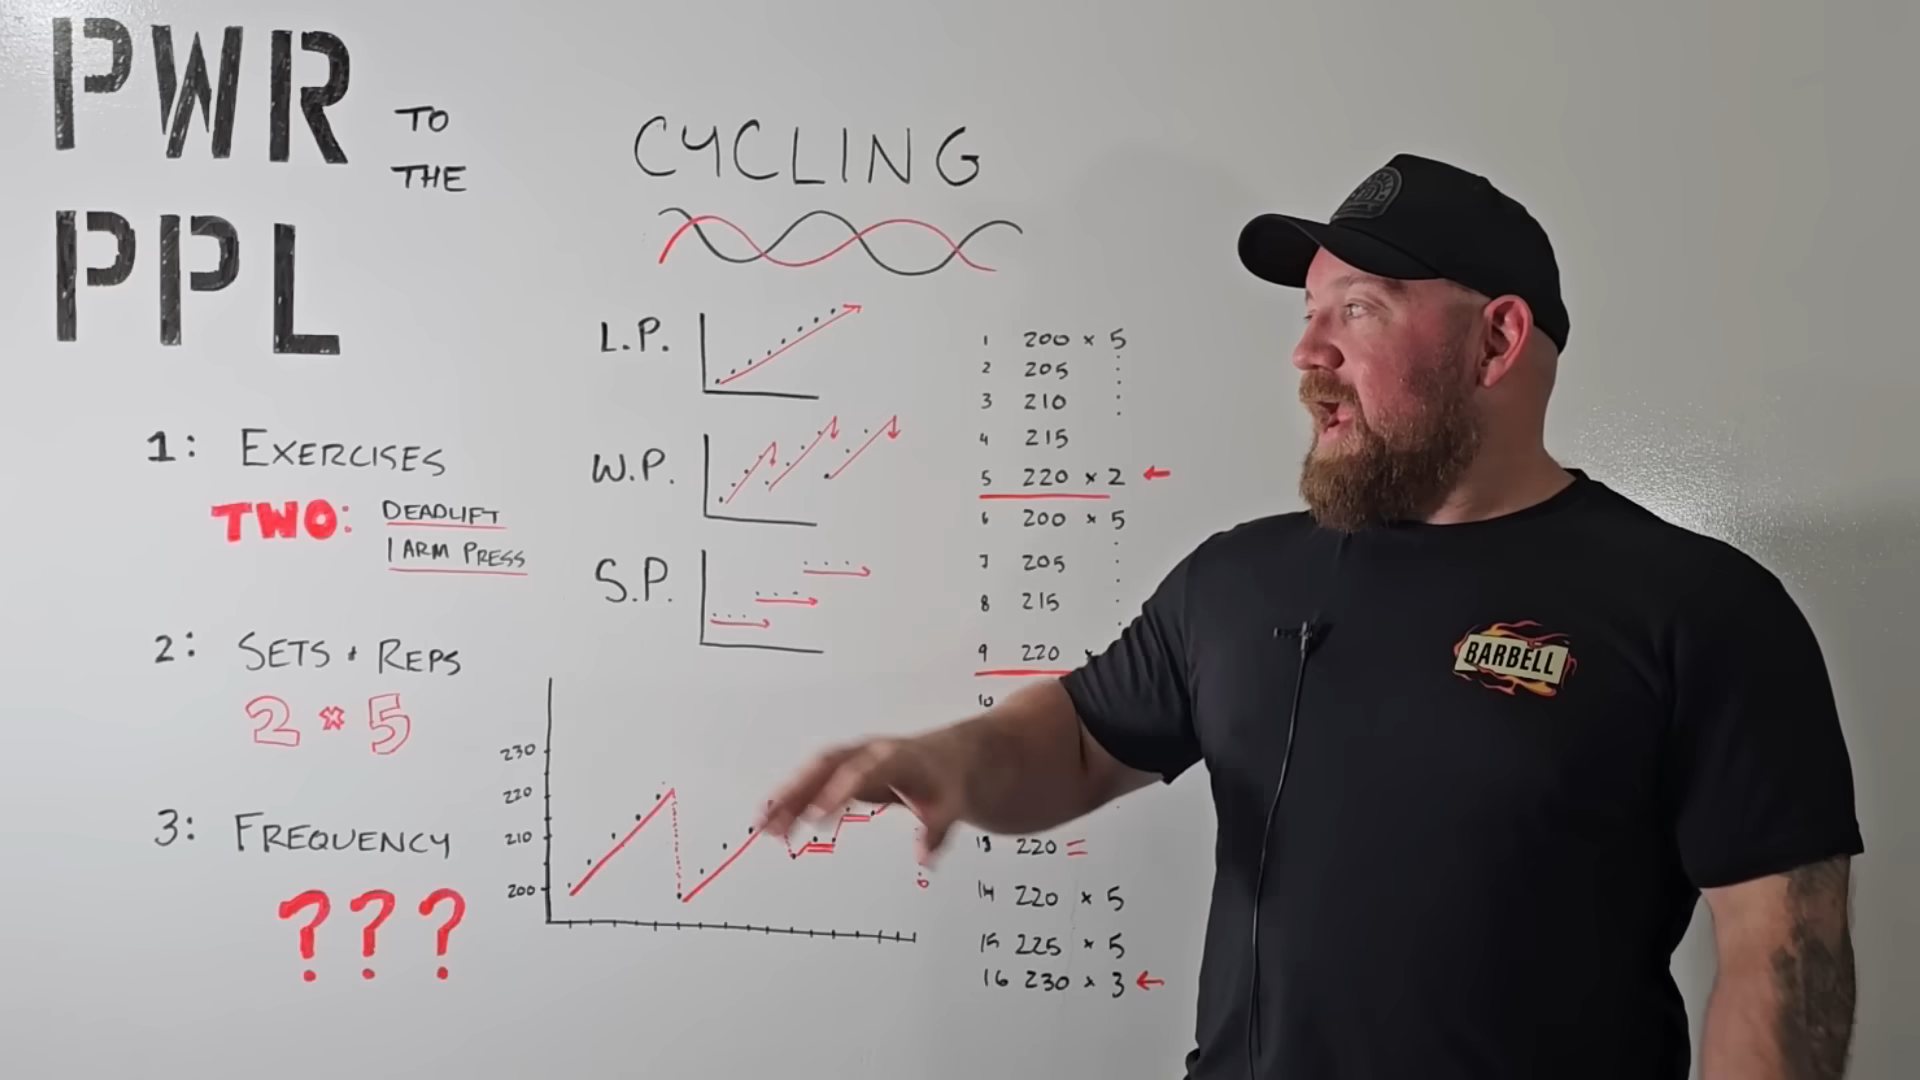 PWR
TO
THE
PPL
1: EXERCISES
TWO: DEADLIFT
1 ARM PRESS
2: SETS + REPS
2 × 5
3: FREQUENCY
? ? ?
CYCLING
L.P.
W.P.
S.P.
230
220
210
200
1 200 × 5
2 205
3 210
4 215
5 220 × 2 ←
6 200 × 5
7 205
8 215
9 220 ×
10
13 220 =
14 220 × 5
15 225 × 5
16 230 × 3 ←
BARBELL